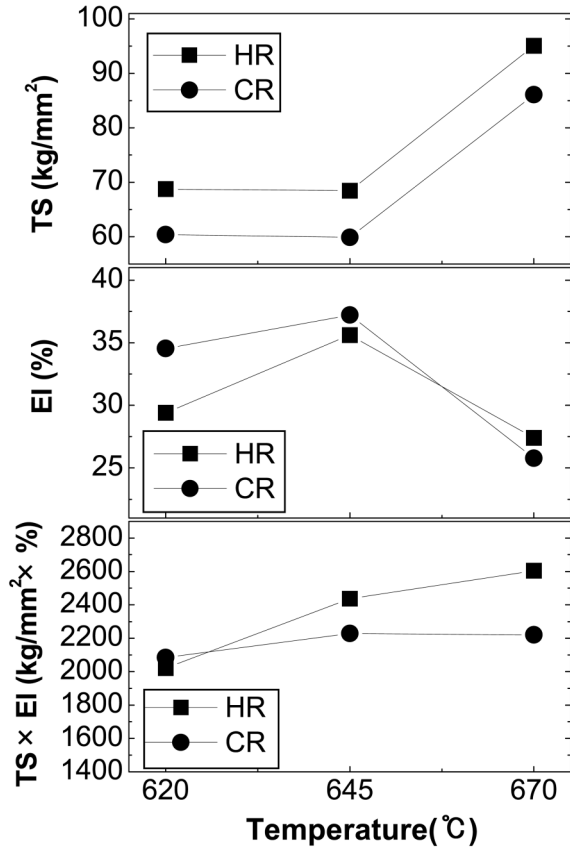 100
90
80
70
60
TS (kg/mm²)
HR
CR
40
35
30
25
El (%)
HR
CR
2800
2600
2400
2200
2000
1800
1600
1400
TS × El (kg/mm²× %)
HR
CR
620 645 670
Temperature(℃)